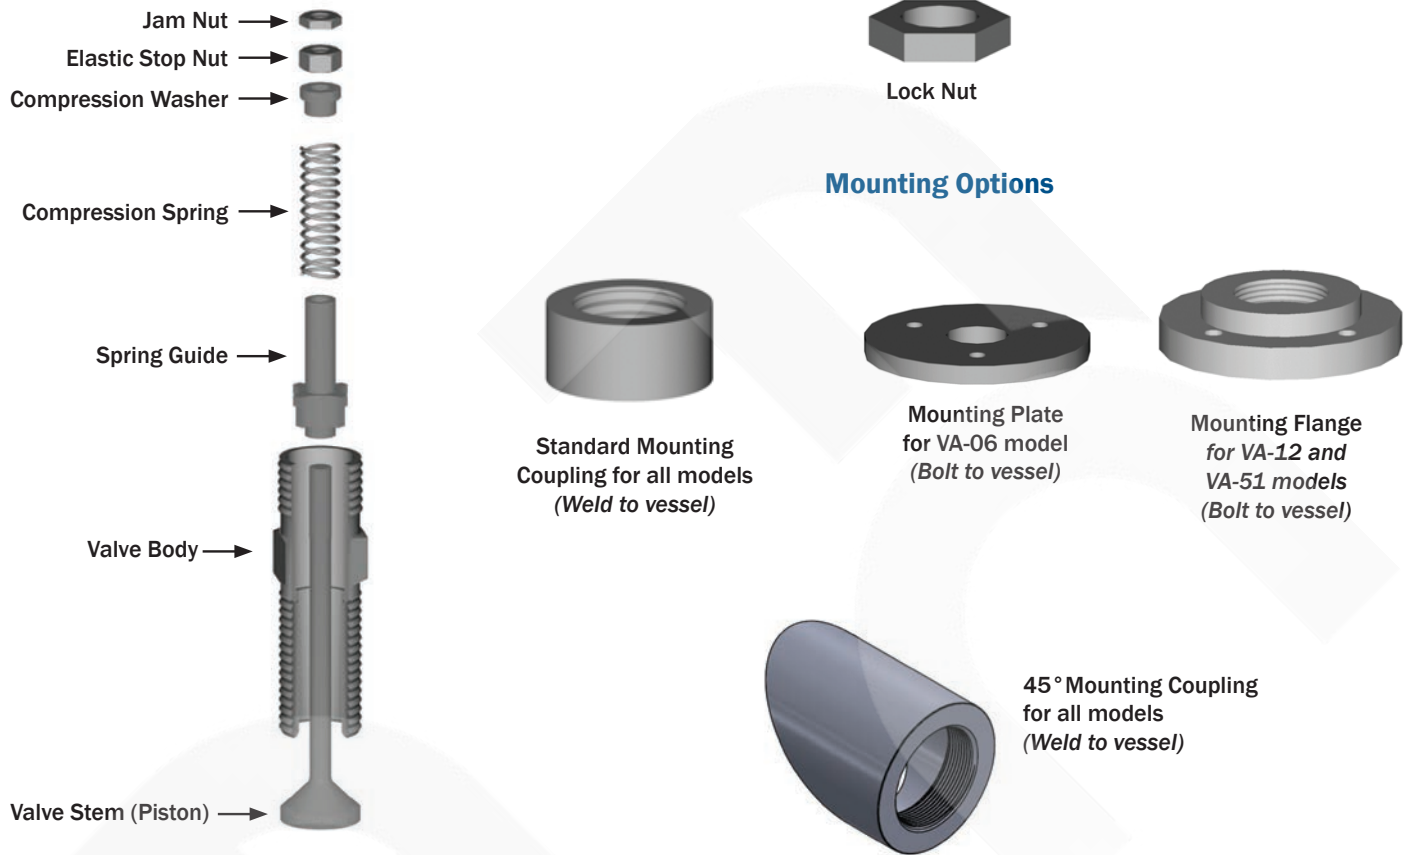 Jam Nut
Elastic Stop Nut
Compression Washer
Compression Spring
Spring Guide
Valve Body
Valve Stem (Piston)
Lock Nut
Mounting Options
Standard Mounting
Coupling for all models
(Weld to vessel)
Mounting Plate
for VA-06 model
(Bolt to vessel)
Mounting Flange
for VA-12 and
VA-51 models
(Bolt to vessel)
45° Mounting Coupling
for all models
(Weld to vessel)